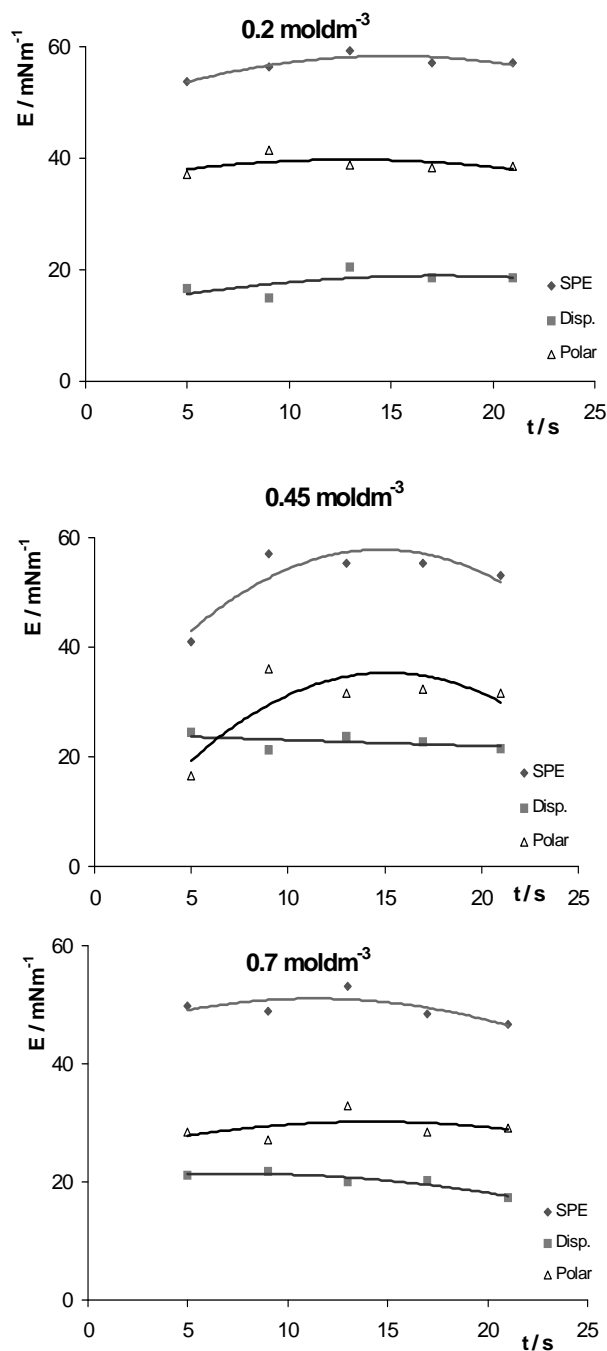 0.2 moldm⁻³
E / mNm⁻¹
60
40
20
0
SPE
Disp.
Polar
0 5 10 15 20 25
t / s
0.45 moldm⁻³
E / mNm⁻¹
60
40
20
0
SPE
Disp.
Polar
0 5 10 15 20 25
t / s
0.7 moldm⁻³
E / mNm⁻¹
60
40
20
0
SPE
Disp.
Polar
0 5 10 15 20 25
t / s